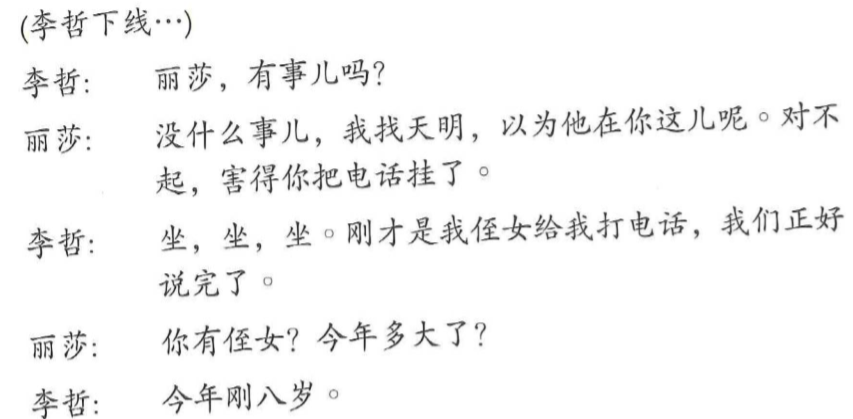 (李哲下线…)
李哲: 丽莎，有事儿吗?
丽莎: 没什么事儿，我找天明，以为他在你这儿呢。对不
起，害得你把电话挂了。
李哲: 坐，坐，坐。刚才是我侄女给我打电话，我们正好
说完了。
丽莎: 你有侄女? 今年多大了?
李哲: 今年刚八岁。